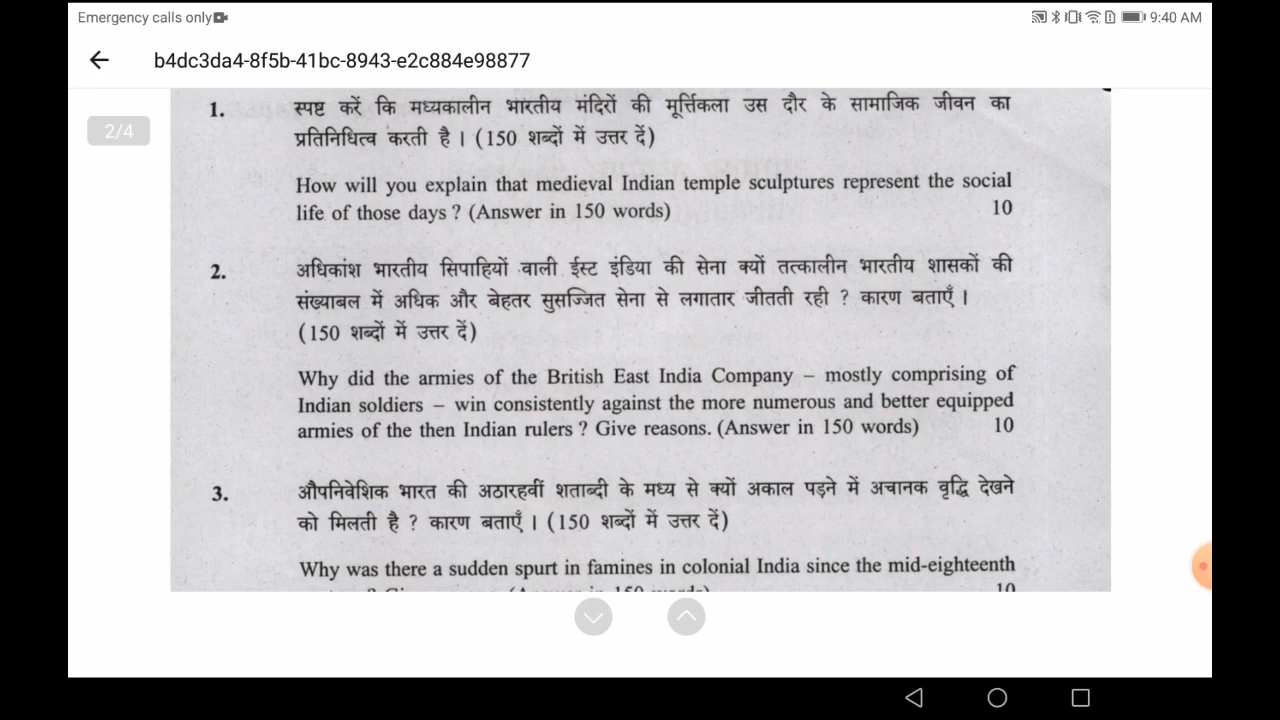 Emergency calls only
9:40 AM
b4dc3da4-8f5b-41bc-8943-e2c884e98877
2/4
1. स्पष्ट करें कि मध्यकालीन भारतीय मंदिरों की मूर्त्तिकला उस दौर के सामाजिक जीवन का
प्रतिनिधित्व करती है । (150 शब्दों में उत्तर दें)
How will you explain that medieval Indian temple sculptures represent the social
life of those days ? (Answer in 150 words) 10
2. अधिकांश भारतीय सिपाहियों वाली ईस्ट इंडिया की सेना क्यों तत्कालीन भारतीय शासकों की
संख्याबल में अधिक और बेहतर सुसज्जित सेना से लगातार जीतती रही ? कारण बताएँ ।
(150 शब्दों में उत्तर दें)
Why did the armies of the British East India Company – mostly comprising of
Indian soldiers – win consistently against the more numerous and better equipped
armies of the then Indian rulers ? Give reasons. (Answer in 150 words) 10
3. औपनिवेशिक भारत की अठारहवीं शताब्दी के मध्य से क्यों अकाल पड़ने में अचानक वृद्धि देखने
को मिलती है ? कारण बताएँ । (150 शब्दों में उत्तर दें)
Why was there a sudden spurt in famines in colonial India since the mid-eighteenth
(Answer in 150 words) 10